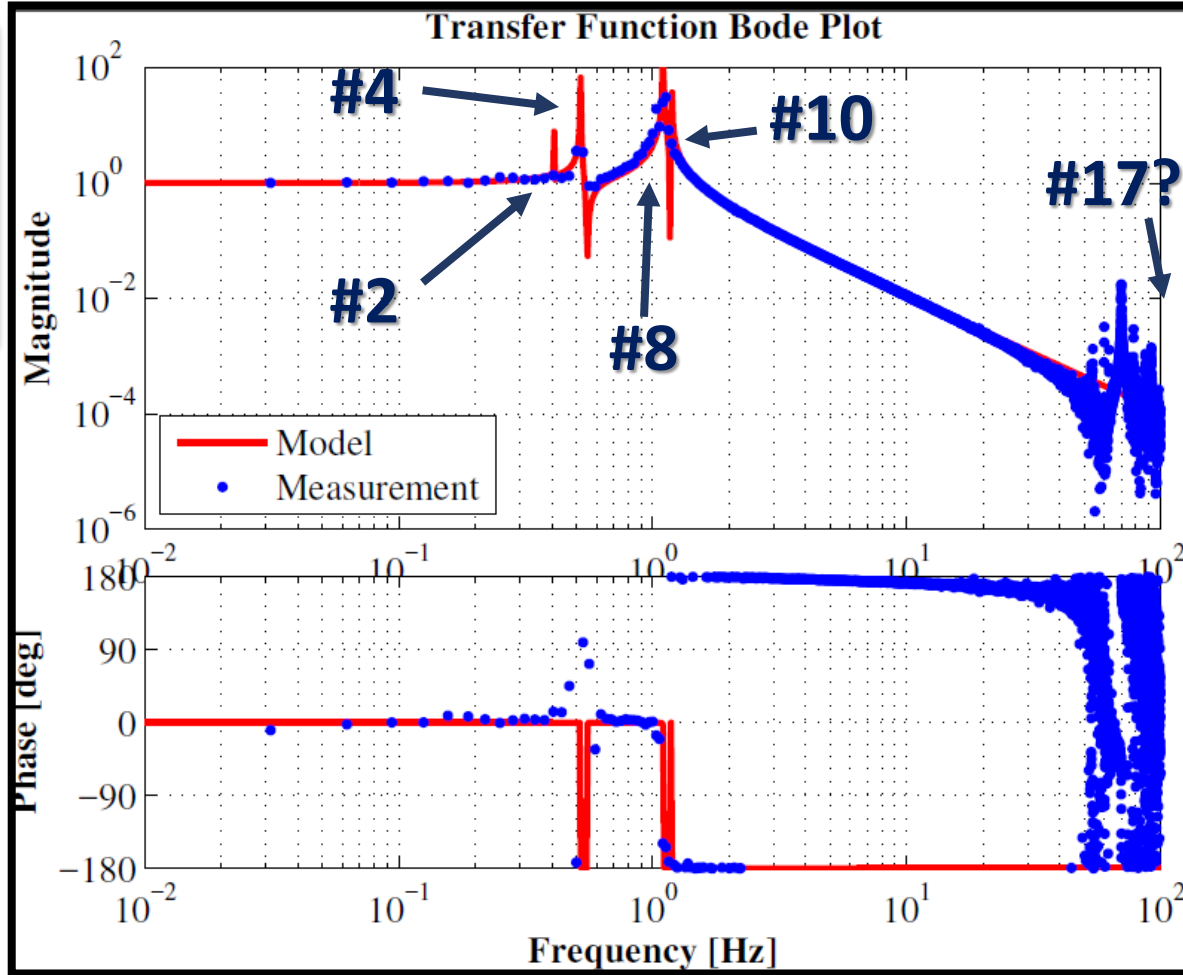 Transfer Function Bode Plot
Magnitude
10^2
10^0
10^-2
10^-4
10^-6
#4
#10
#17?
#2
#8
Model
Measurement
10^-2 10^-1 10^0 10^1 10^2
Phase [deg]
180
90
0
-90
-180
10^-2 10^-1 10^0 10^1 10^2
Frequency [Hz]